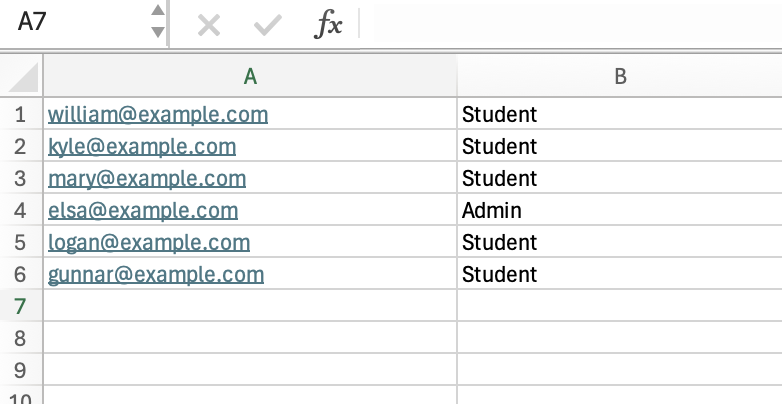 A7 fx
A B
1 william@example.com Student
2 kyle@example.com Student
3 mary@example.com Student
4 elsa@example.com Admin
5 logan@example.com Student
6 gunnar@example.com Student
7
8
9
10